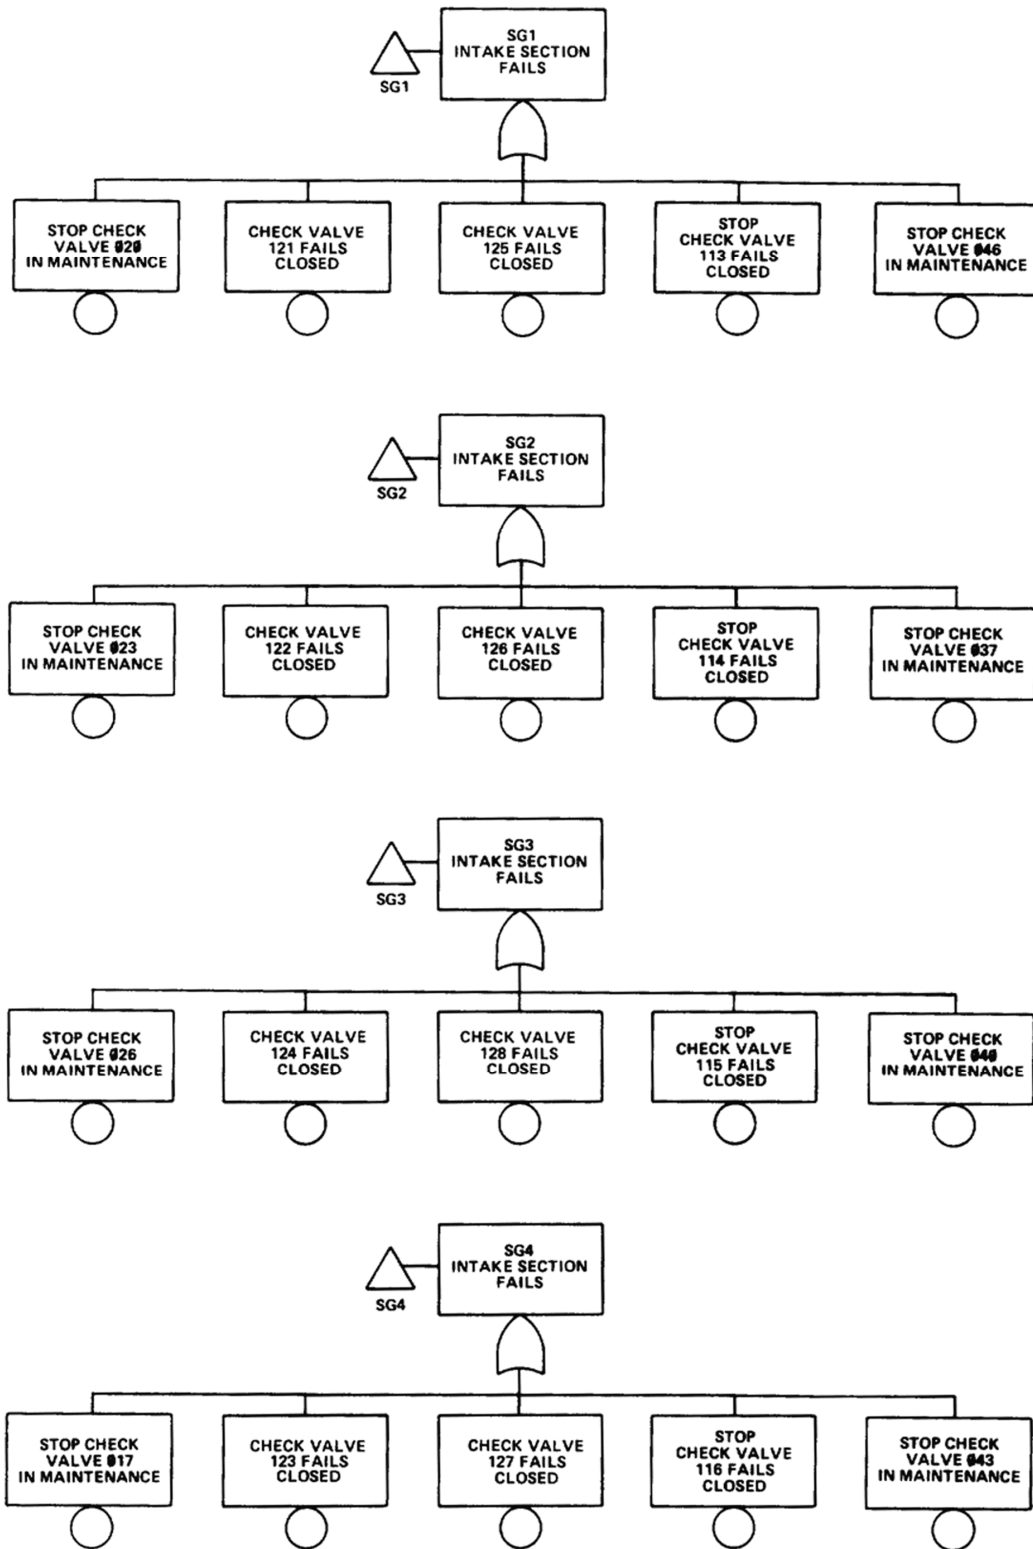 SG1
INTAKE SECTION
FAILS
SG1
STOP CHECK
VALVE 020
IN MAINTENANCE
CHECK VALVE
121 FAILS
CLOSED
CHECK VALVE
125 FAILS
CLOSED
STOP
CHECK VALVE
113 FAILS
CLOSED
STOP CHECK
VALVE 046
IN MAINTENANCE
SG2
INTAKE SECTION
FAILS
SG2
STOP CHECK
VALVE 023
IN MAINTENANCE
CHECK VALVE
122 FAILS
CLOSED
CHECK VALVE
126 FAILS
CLOSED
STOP
CHECK VALVE
114 FAILS
CLOSED
STOP CHECK
VALVE 037
IN MAINTENANCE
SG3
INTAKE SECTION
FAILS
SG3
STOP CHECK
VALVE 026
IN MAINTENANCE
CHECK VALVE
124 FAILS
CLOSED
CHECK VALVE
128 FAILS
CLOSED
STOP
CHECK VALVE
115 FAILS
CLOSED
STOP CHECK
VALVE 040
IN MAINTENANCE
SG4
INTAKE SECTION
FAILS
SG4
STOP CHECK
VALVE 017
IN MAINTENANCE
CHECK VALVE
123 FAILS
CLOSED
CHECK VALVE
127 FAILS
CLOSED
STOP
CHECK VALVE
116 FAILS
CLOSED
STOP CHECK
VALVE 043
IN MAINTENANCE